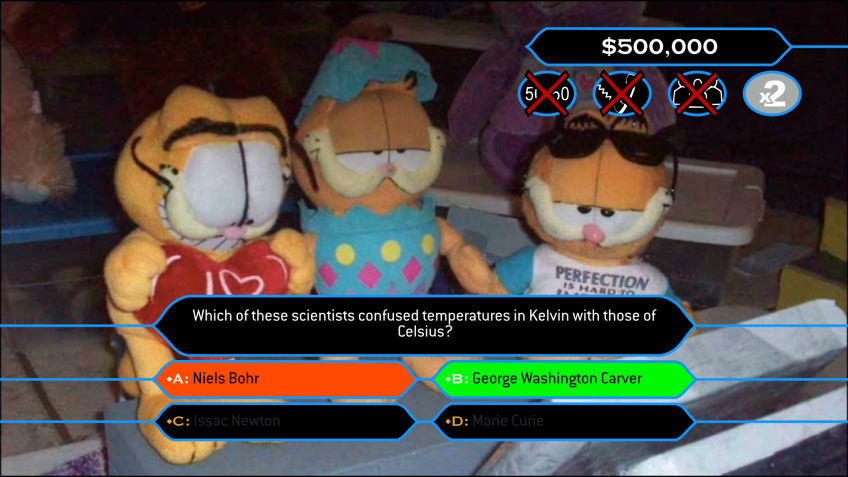 $500,000
50:50
x2
PERFECTION
IS HARD TO
Which of these scientists confused temperatures in Kelvin with those of
Celsius?
A: Niels Bohr
B: George Washington Carver
C: Issac Newton
D: Marie Curie